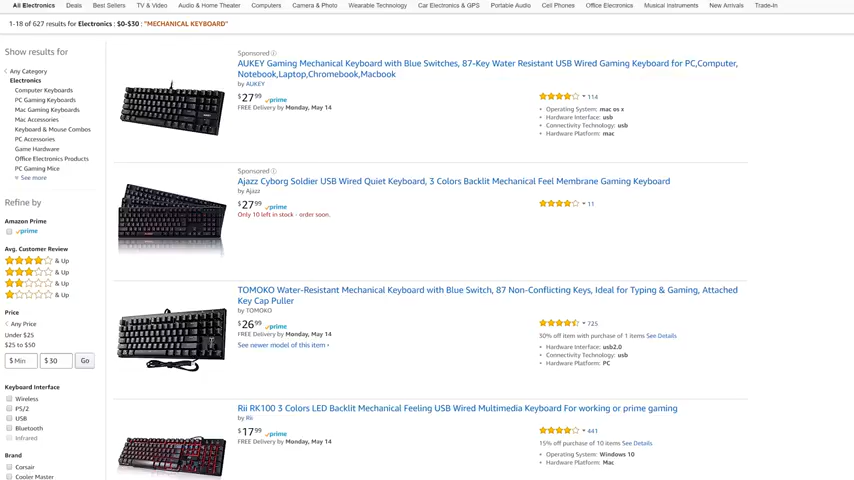 All Electronics Deals Best Sellers TV & Video Audio & Home Theater Computers Camera & Photo Wearable Technology Car Electronics & GPS Portable Audio Cell Phones Office Electronics Musical Instruments New Arrivals Trade-In
1-18 of 627 results for Electronics : $0-$30 : "MECHANICAL KEYBOARD"
Show results for
Any Category
Electronics
Computer Keyboards
PC Gaming Keyboards
Mac Gaming Keyboards
Mac Accessories
Keyboard & Mouse Combos
PC Accessories
Game Hardware
Office Electronics Products
PC Gaming Mice
See more
Refine by
Amazon Prime
prime
Avg. Customer Review
& Up
& Up
& Up
& Up
Price
Any Price
Under $25
$25 to $50
$ Min $ 30 Go
Keyboard Interface
Wireless
PS/2
USB
Bluetooth
Infrared
Brand
Corsair
Cooler Master
Sponsored
AUKEY Gaming Mechanical Keyboard with Blue Switches, 87-Key Water Resistant USB Wired Gaming Keyboard for PC,Computer,
Notebook,Laptop,Chromebook,Macbook
by AUKEY
$27 99 prime
FREE Delivery by Monday, May 14
114
Operating System: mac os x
Hardware Interface: usb
Connectivity Technology: usb
Hardware Platform: mac
Sponsored
Ajazz Cyborg Soldier USB Wired Quiet Keyboard, 3 Colors Backlit Mechanical Feel Membrane Gaming Keyboard
by Ajazz
$27 99 prime
Only 10 left in stock - order soon.
11
TOMOKO Water-Resistant Mechanical Keyboard with Blue Switch, 87 Non-Conflicting Keys, Ideal for Typing & Gaming, Attached
Key Cap Puller
by TOMOKO
$26 99 prime
FREE Delivery by Monday, May 14
See newer model of this item
725
30% off item with purchase of 1 items See Details
Hardware Interface: usb2.0
Connectivity Technology: usb
Hardware Platform: PC
Rii RK100 3 Colors LED Backlit Mechanical Feeling USB Wired Multimedia Keyboard For working or prime gaming
by Rii
$17 99 prime
FREE Delivery by Monday, May 14
441
15% off purchase of 10 items See Details
Operating System: Windows 10
Hardware Platform: Mac